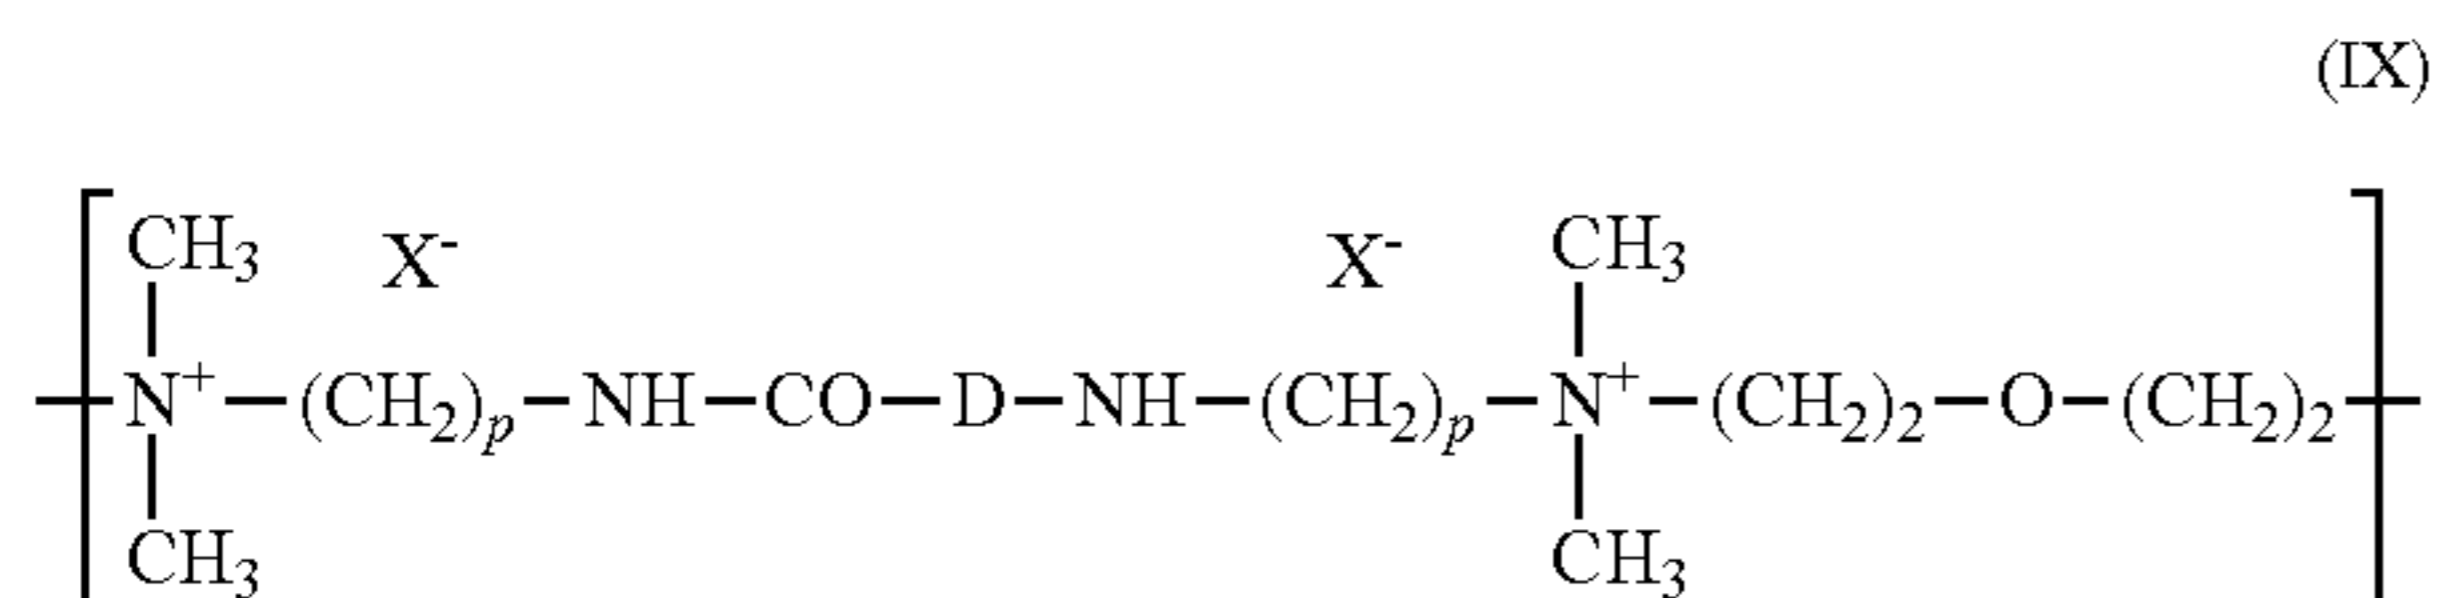 (IX)
CH₃ X⁻ X⁻ CH₃
N⁺—(CH₂)ₚ—NH—CO—D—NH—(CH₂)ₚ—N⁺—(CH₂)₂—O—(CH₂)₂
CH₃ CH₃